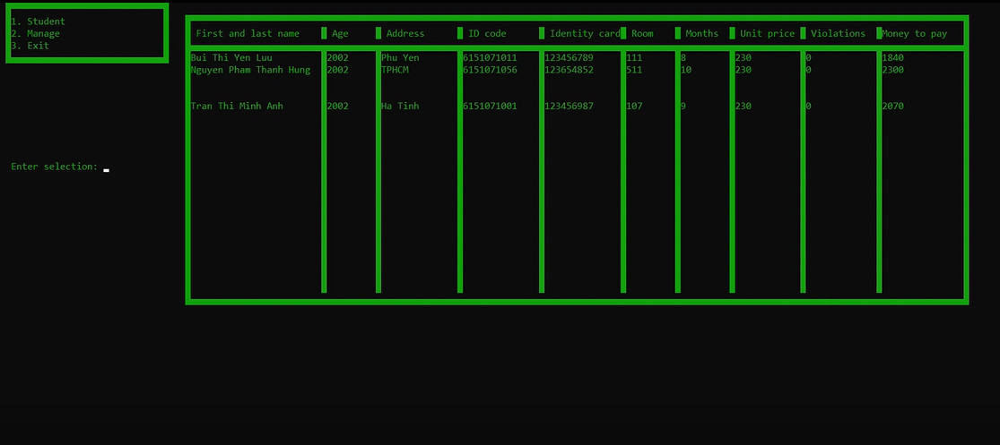 1. Student
2. Manage
3. Exit
First and last name Age Address ID code Identity card Room Months Unit price Violations Money to pay
Bui Thi Yen Luu 2002 Phu Yen 6151071011 123456789 111 8 230 0 1840
Nguyen Pham Thanh Hung 2002 TPHCM 6151071056 123654852 511 10 230 0 2300
Tran Thi Minh Anh 2002 Ha Tinh 6151071001 123456987 107 9 230 0 2070
Enter selection: